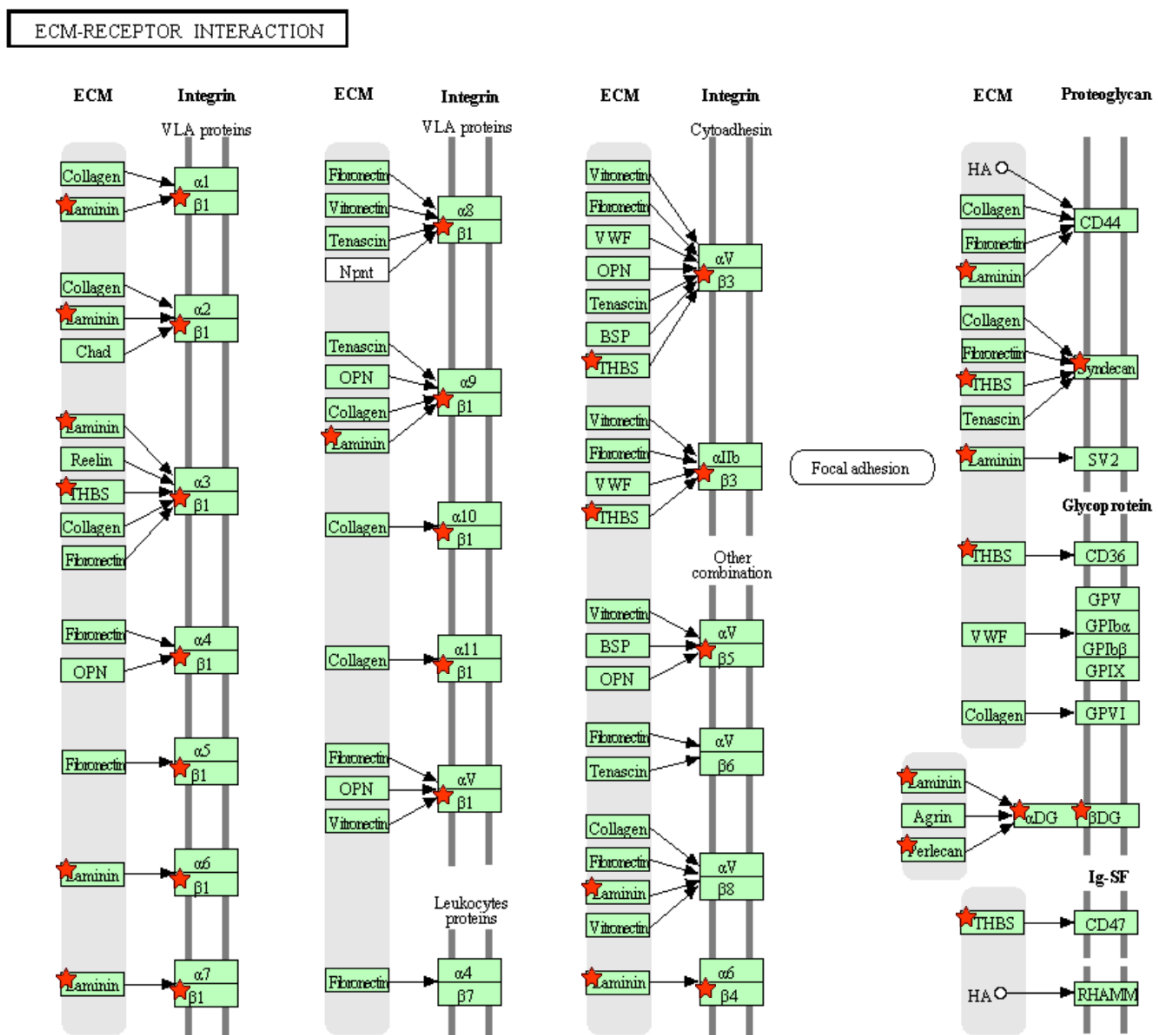 ECM-RECEPTOR INTERACTION
ECM
Integrin
VLA proteins
Collagen
Laminin
α1
β1
Collagen
Laminin
Chad
α2
β1
Laminin
Reelin
THBS
Collagen
Fibronectin
α3
β1
Fibronectin
OPN
α4
β1
Fibronectin
α5
β1
Laminin
α6
β1
Laminin
α7
β1
ECM
Integrin
VLA proteins
Fibronectin
Vitronectin
Tenascin
Npnt
α8
β1
Tenascin
OPN
Collagen
Laminin
α9
β1
Collagen
α10
β1
Collagen
α11
β1
Fibronectin
OPN
Vitronectin
αV
β1
Leukocytes
proteins
Fibronectin
α4
β7
ECM
Integrin
Cytoadhesin
Vitronectin
Fibronectin
VWF
OPN
Tenascin
BSP
THBS
αV
β3
Vitronectin
Fibronectin
VWF
THBS
αIIb
β3
Other
combination
Vitronectin
BSP
OPN
αV
β5
Fibronectin
Tenascin
αV
β6
Collagen
Fibronectin
Laminin
Vitronectin
αV
β8
Laminin
α6
β4
Focal adhesion
ECM
Proteoglycan
HA
Collagen
Fibronectin
Laminin
CD44
Collagen
Fibronectiin
THBS
Tenascin
Syndecan
Laminin
SV2
Glycoprotein
THBS
CD36
VWF
GPV
GPIbα
GPIbβ
GPIX
Collagen
GPVI
Laminin
Agrin
Perlecan
αDG
βDG
Ig-SF
THBS
CD47
HA
RHAMM